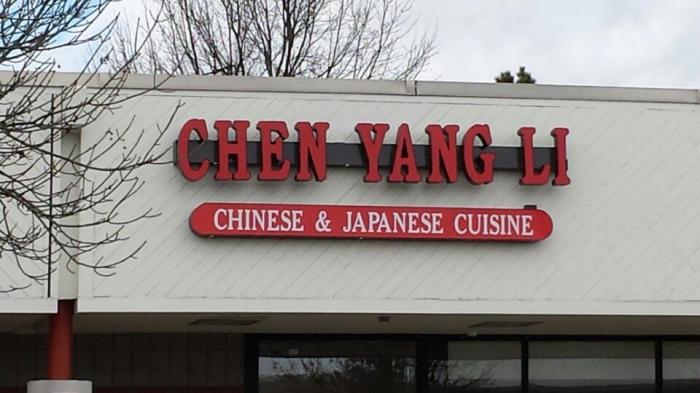 CHEN YANG LI
CHINESE & JAPANESE CUISINE